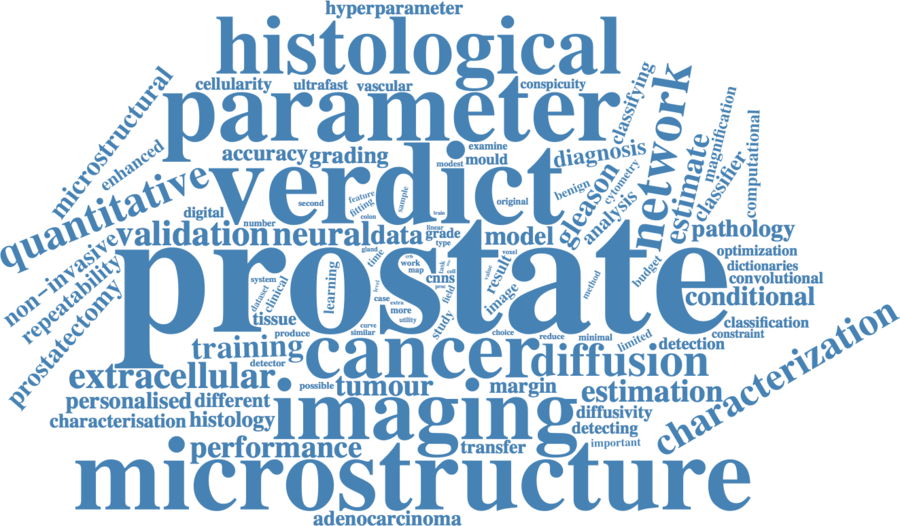 hyperparameter
histological
cellularity ultrafast vascular conspicuity
parameter
microstructural
enhanced
classifying
network
magnification
computational
examine
accuracy grading modest mould diagnosis
verdict
quantitative
benign
cytometry
gleason
analysis
estimate
classifier
second
feature
fitting
sample
original
train
colon
digital
number
validation neural data linear grade type model
pathology
non-invasive
repeatability
prostatectomy
prostate
gland
time
work
map
task
cell
cnns
result
voxel
value
image
method
budget
optimization
dictionaries
convolutional
conditional
system
dataset
clinical
learning
level
case
extra
more
utility
proc
field
study
tissue
produce
curve
similar
choice
reduce
minimal
limited
classification
constraint
detection
training
detector
cancer
diffusion
characterization
extracellular
possible
tumour
margin
estimation
personalised different
imaging
diffusivity
characterisation histology
detecting
important
performance
transfer
microstructure
adenocarcinoma